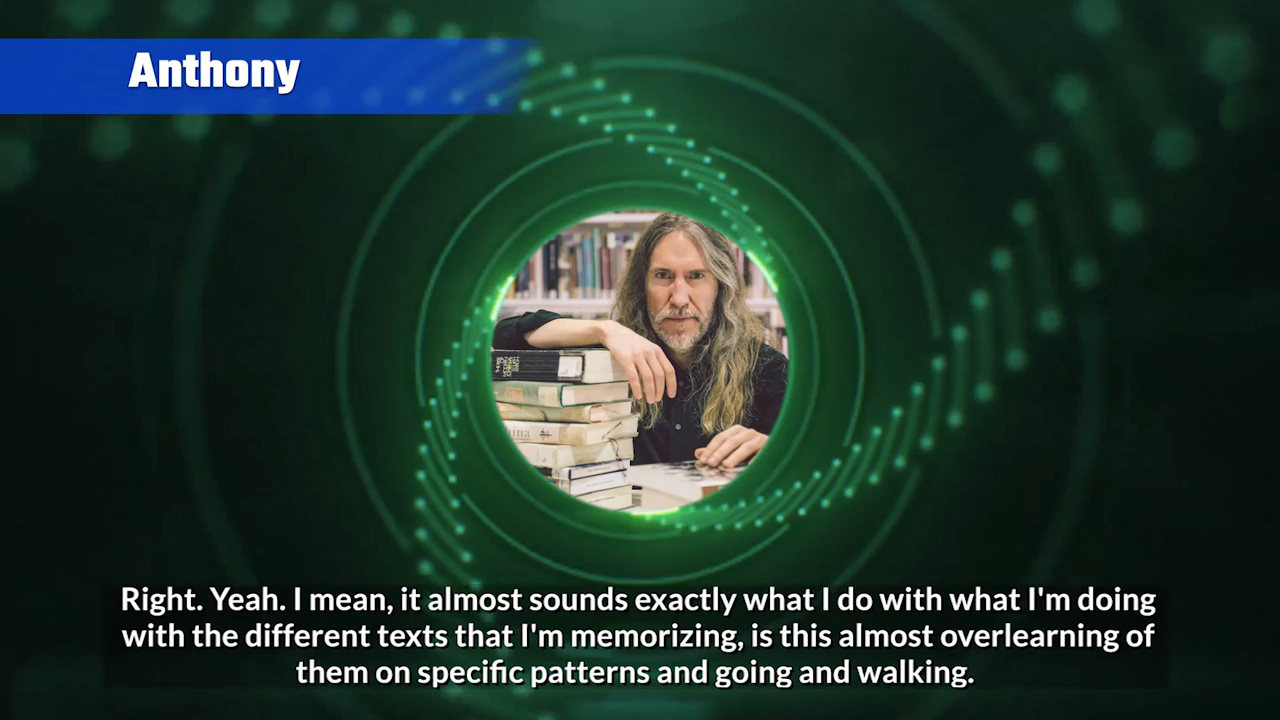 Anthony
china
Right. Yeah. I mean, it almost sounds exactly what I do with what I'm doing
with the different texts that I'm memorizing, is this almost overlearning of
them on specific patterns and going and walking.